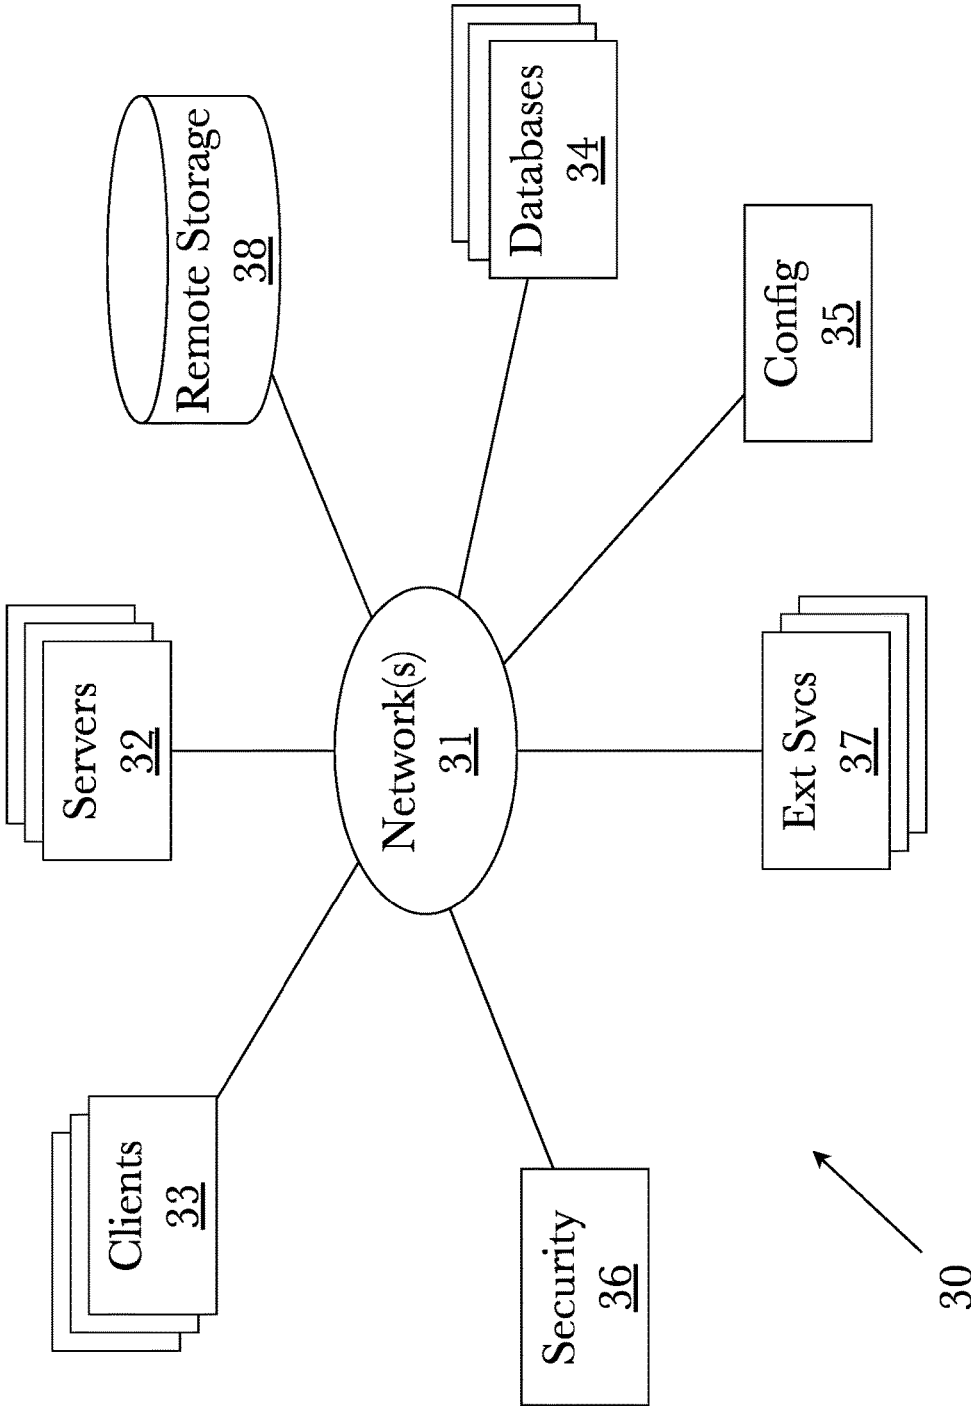 Servers
32
Clients
33
Remote Storage
38
Network(s)
31
Databases
34
Security
36
Config
35
Ext Svcs
37
30